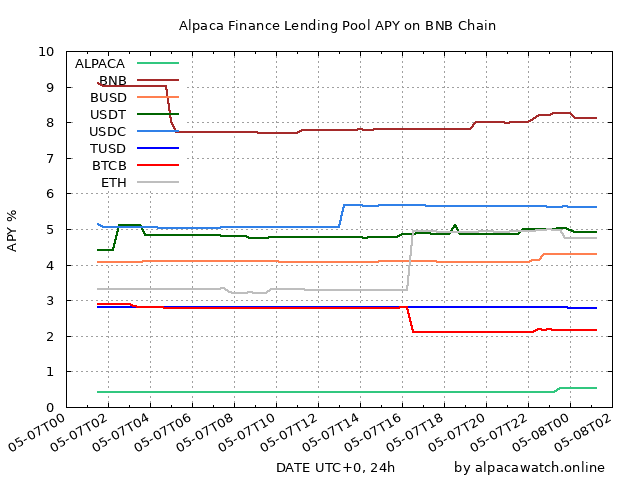 Alpaca Finance Lending Pool APY on BNB Chain
10
9
8
7
6
5
4
3
2
1
0
APY %
ALPACA
BNB
BUSD
USDT
USDC
TUSD
BTCB
ETH
05-07T00
05-07T02
05-07T04
05-07T06
05-07T08
05-07T10
05-07T12
05-07T14
05-07T16
05-07T18
05-07T20
05-07T22
05-08T00
05-08T02
DATE UTC+0, 24h
by alpacawatch.online